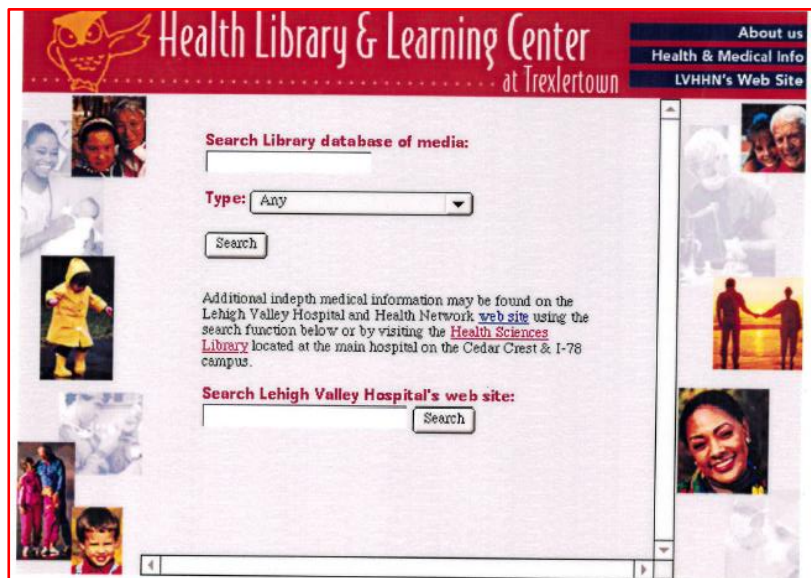 Health Library & Learning Center
at Trexlertown
About us
Health & Medical Info
LVHHN's Web Site
Search Library database of media:
Type: Any
Search
Additional indepth medical information may be found on the
Lehigh Valley Hospital and Health Network web site using the
search function below or by visiting the Health Sciences
Library located at the main hospital on the Cedar Crest & I-78
campus.
Search Lehigh Valley Hospital's web site:
Search